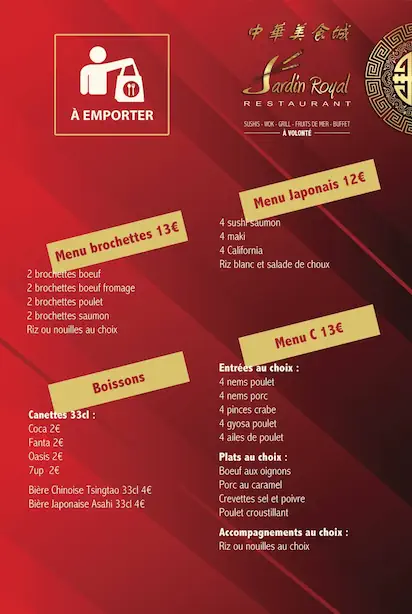 À EMPORTER
中華美食城
Jardin Royal
RESTAURANT
SUSHIS - WOK - GRILL - FRUITS DE MER - BUFFET
À VOLONTÉ
Menu brochettes 13€
2 brochettes boeuf
2 brochettes boeuf fromage
2 brochettes poulet
2 brochettes saumon
Riz ou nouilles au choix
Boissons
Canettes 33cl :
Coca 2€
Fanta 2€
Oasis 2€
7up 2€
Bière Chinoise Tsingtao 33cl 4€
Bière Japonaise Asahi 33cl 4€
Menu Japonais 12€
4 sushi saumon
4 maki
4 California
Riz blanc et salade de choux
Menu C 13€
Entrées au choix :
4 nems poulet
4 nems porc
4 pinces crabe
4 gyosa poulet
4 ailes de poulet
Plats au choix :
Boeuf aux oignons
Porc au caramel
Crevettes sel et poivre
Poulet croustillant
Accompagnements au choix :
Riz ou nouilles au choix